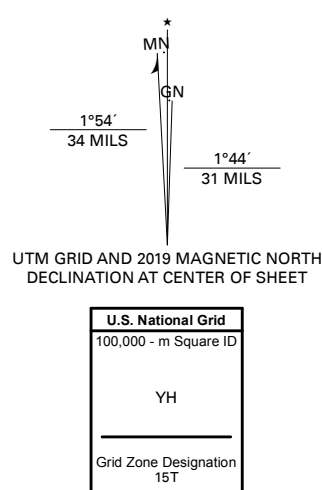 MN
GN
1°54´
34 MILS
1°44´
31 MILS
UTM GRID AND 2019 MAGNETIC NORTH
DECLINATION AT CENTER OF SHEET
U.S. National Grid
100,000 - m Square ID
YH
Grid Zone Designation
15T